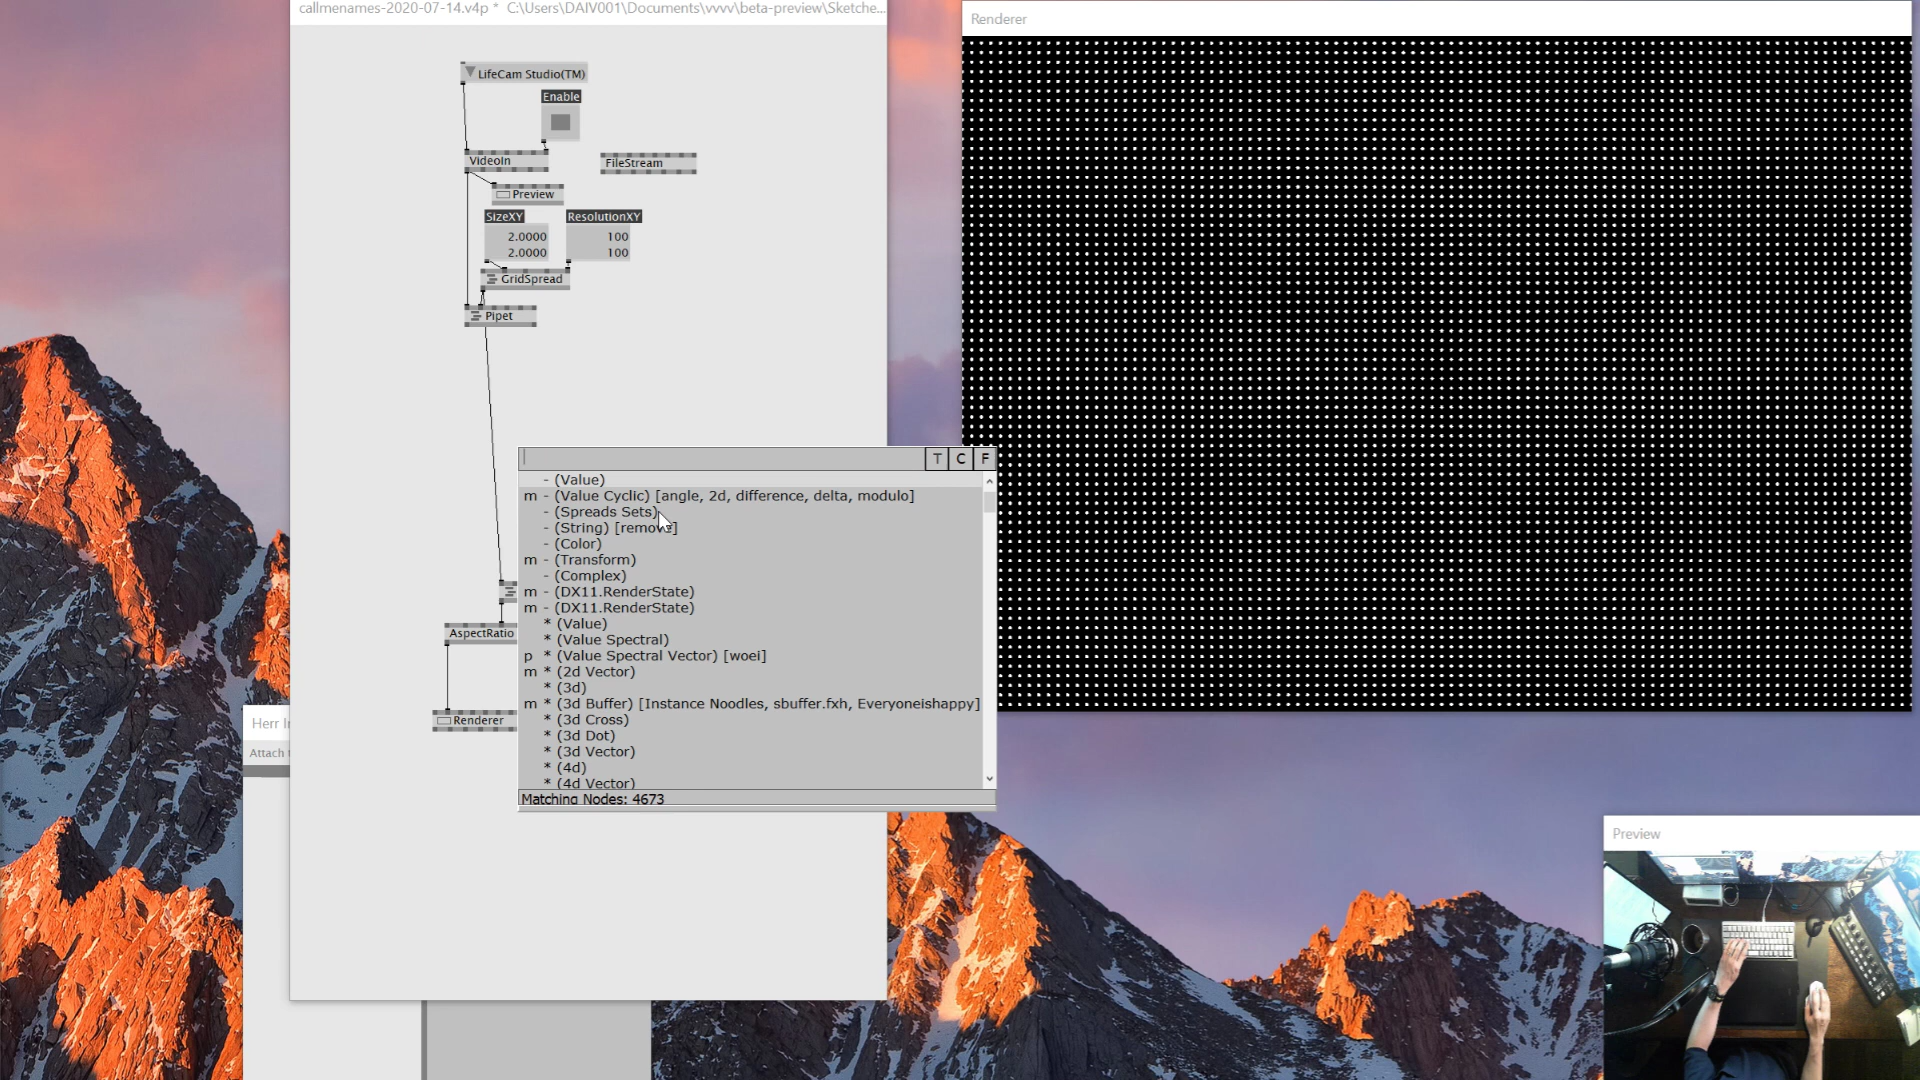 callmenames-2020-07-14.v4p * C:\Users\DAIV001\Documents\vvvv\beta-preview\Sketche...
LifeCam Studio(TM)
Enable
VideoIn
FileStream
Preview
SizeXY
ResolutionXY
2.0000
2.0000
100
100
GridSpread
Pipet
AspectRatio
Renderer
T C F
- (Value)
m - (Value Cyclic) [angle, 2d, difference, delta, modulo]
- (Spreads Sets)
- (String) [remove]
- (Color)
m - (Transform)
- (Complex)
m - (DX11.RenderState)
m - (DX11.RenderState)
* (Value)
* (Value Spectral)
p * (Value Spectral Vector) [woei]
m * (2d Vector)
* (3d)
m * (3d Buffer) [Instance Noodles, sbuffer.fxh, Everyoneishappy]
* (3d Cross)
* (3d Dot)
* (3d Vector)
* (4d)
* (4d Vector)
Matching Nodes: 4673
Herr
Attach
Renderer
Preview